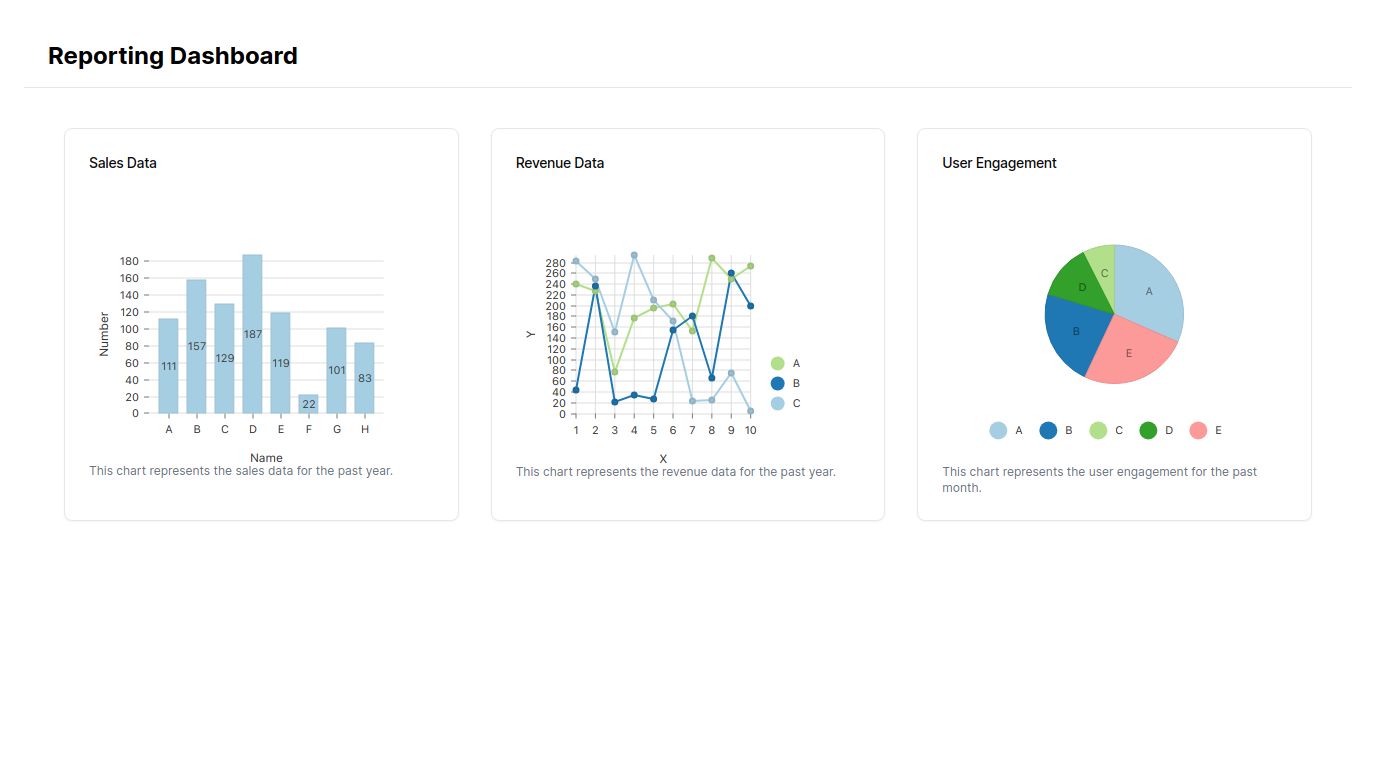 Reporting Dashboard
Sales Data
180
160
140
120
100
80
60
40
20
0
Number
111
157
129
187
119
22
101
83
A B C D E F G H
Name
This chart represents the sales data for the past year.
Revenue Data
280
260
240
220
200
180
160
140
120
100
80
60
40
20
0
Y
1 2 3 4 5 6 7 8 9 10
X
A
B
C
This chart represents the revenue data for the past year.
User Engagement
A
B
C
D
E
A B C D E
This chart represents the user engagement for the past
month.